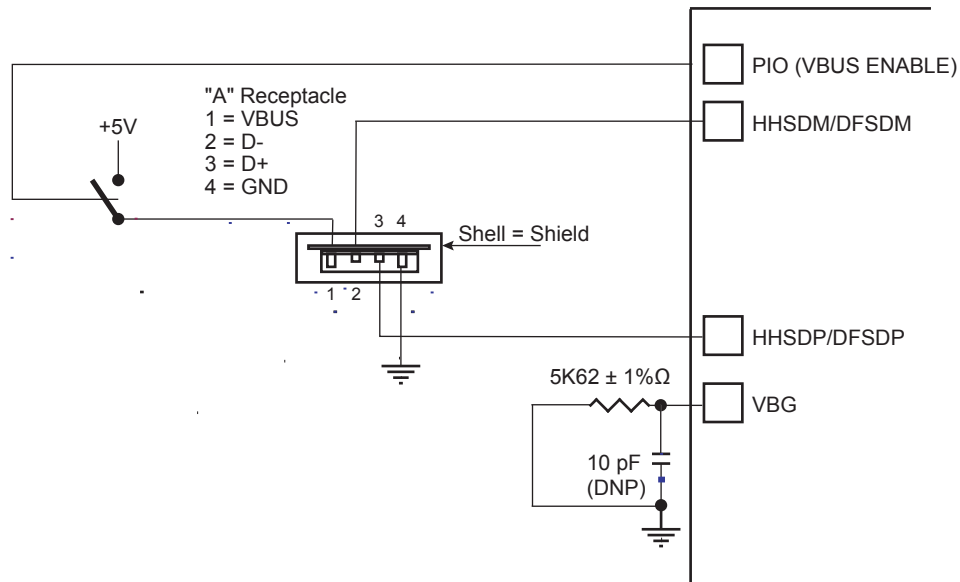 PIO (VBUS ENABLE)
"A" Receptacle
1 = VBUS
2 = D-
3 = D+
4 = GND
+5V
HHSDM/DFSDM
3 4
Shell = Shield
1 2
HHSDP/DFSDP
5K62 ± 1%Ω
VBG
10 pF
(DNP)